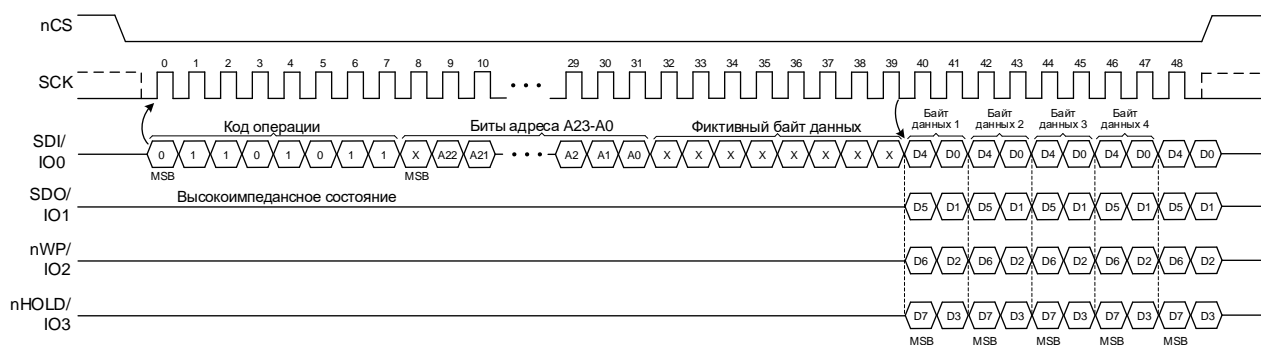 nCS
0 1 2 3 4 5 6 7 8 9 10 29 30 31 32 33 34 35 36 37 38 39 40 41 42 43 44 45 46 47 48
SCK • • • • • •
Код операции Биты адреса A23-A0 Фиктивный байт данных Байт данных 1 Байт данных 2 Байт данных 3 Байт данных 4
SDI/
IO0
0 1 1 0 1 0 1 1 X A22 A21 • • • • • • A2 A1 A0 X X X X X X X X D4 D0 D4 D0 D4 D0 D4 D0 D4 D0
MSB MSB
SDO/
IO1
Высокоимпедансное состояние
D5 D1 D5 D1 D5 D1 D5 D1 D5 D1
nWP/
IO2
D6 D2 D6 D2 D6 D2 D6 D2 D6 D2
nHOLD/
IO3
D7 D3 D7 D3 D7 D3 D7 D3 D7 D3
MSB MSB MSB MSB MSB